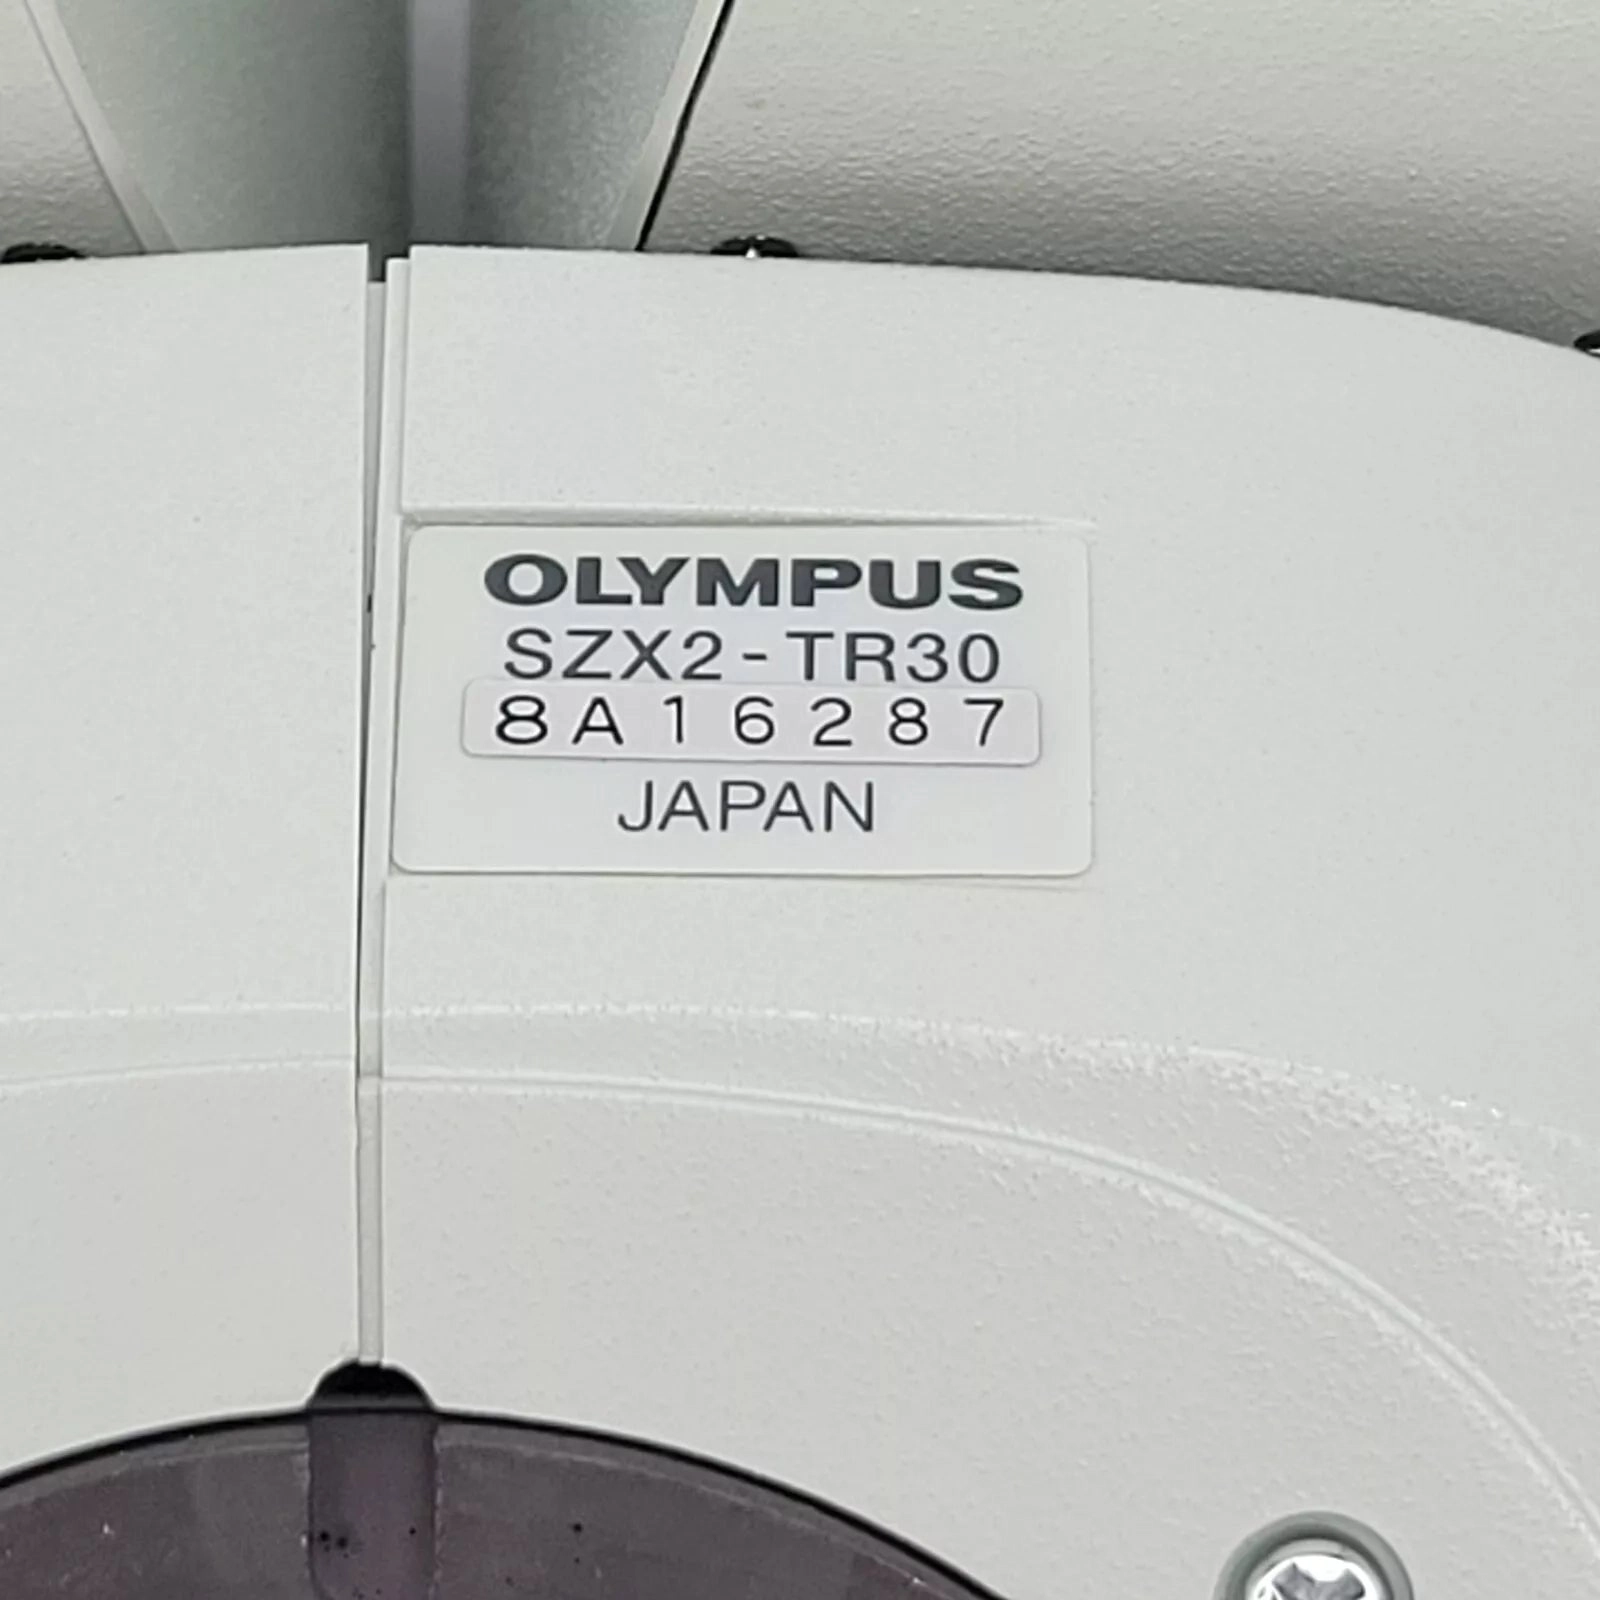 OLYMPUS
SZX2-TR30
8A16287
JAPAN